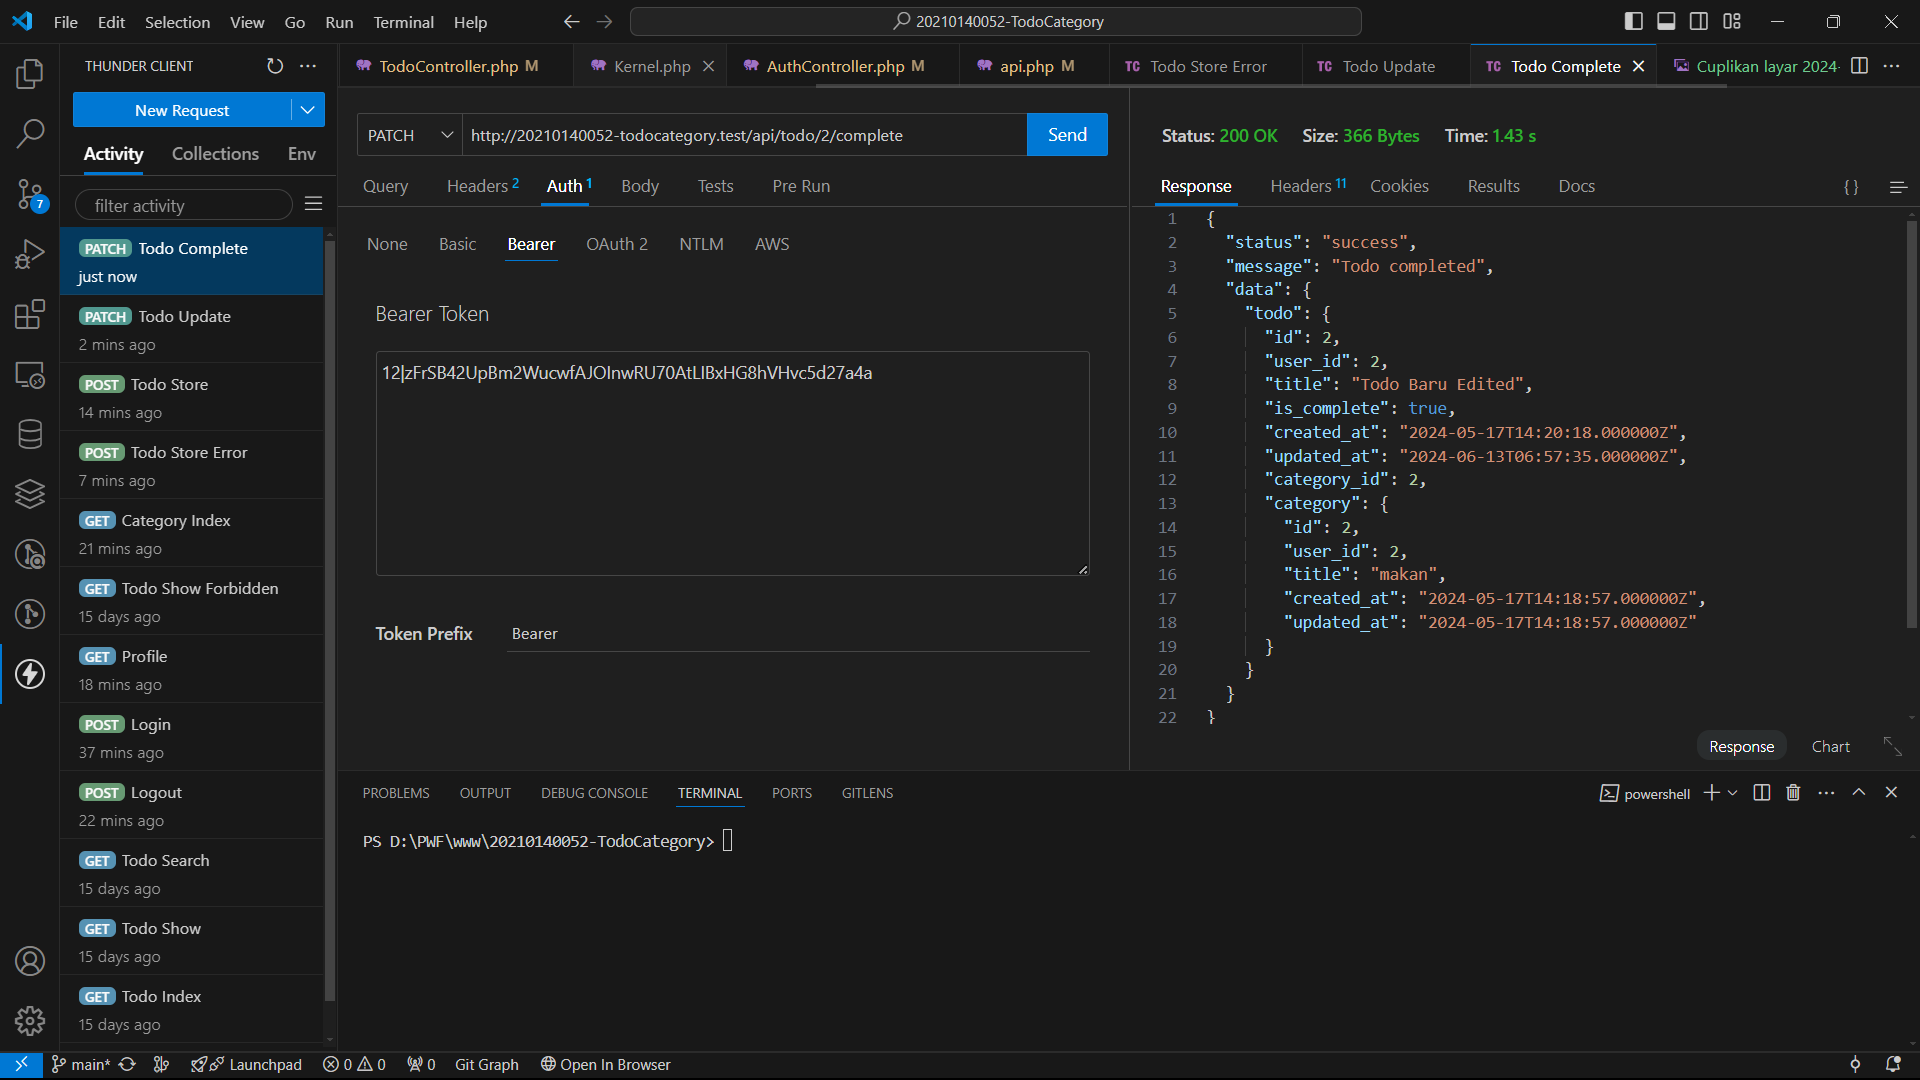 File Edit Selection View Go Run Terminal Help
20210140052-TodoCategory
THUNDER CLIENT
TodoController.php M
Kernel.php
AuthController.php M
api.php M
TC Todo Store Error
TC Todo Update
TC Todo Complete
Cuplikan layar 2024-
New Request
Activity Collections Env
filter activity
PATCH Todo Complete
just now
PATCH Todo Update
2 mins ago
POST Todo Store
14 mins ago
POST Todo Store Error
7 mins ago
GET Category Index
21 mins ago
GET Todo Show Forbidden
15 days ago
GET Profile
18 mins ago
POST Login
37 mins ago
POST Logout
22 mins ago
GET Todo Search
15 days ago
GET Todo Show
15 days ago
GET Todo Index
15 days ago
7
PATCH http://20210140052-todocategory.test/api/todo/2/complete Send
Query Headers 2 Auth 1 Body Tests Pre Run
None Basic Bearer OAuth 2 NTLM AWS
Bearer Token
12|zFrSB42UpBm2WucwfAJOInwRU70AtLlBxHG8hVHvc5d27a4a
Token Prefix Bearer
Status: 200 OK Size: 366 Bytes Time: 1.43 s
Response Headers 11 Cookies Results Docs { }
1 {
2 "status": "success",
3 "message": "Todo completed",
4 "data": {
5 "todo": {
6 "id": 2,
7 "user_id": 2,
8 "title": "Todo Baru Edited",
9 "is_complete": true,
10 "created_at": "2024-05-17T14:20:18.000000Z",
11 "updated_at": "2024-06-13T06:57:35.000000Z",
12 "category_id": 2,
13 "category": {
14 "id": 2,
15 "user_id": 2,
16 "title": "makan",
17 "created_at": "2024-05-17T14:18:57.000000Z",
18 "updated_at": "2024-05-17T14:18:57.000000Z"
19 }
20 }
21 }
22 }
Response Chart
PROBLEMS OUTPUT DEBUG CONSOLE TERMINAL PORTS GITLENS
powershell
PS D:\PWF\www\20210140052-TodoCategory>
main* Launchpad 0 0 0 Git Graph Open In Browser